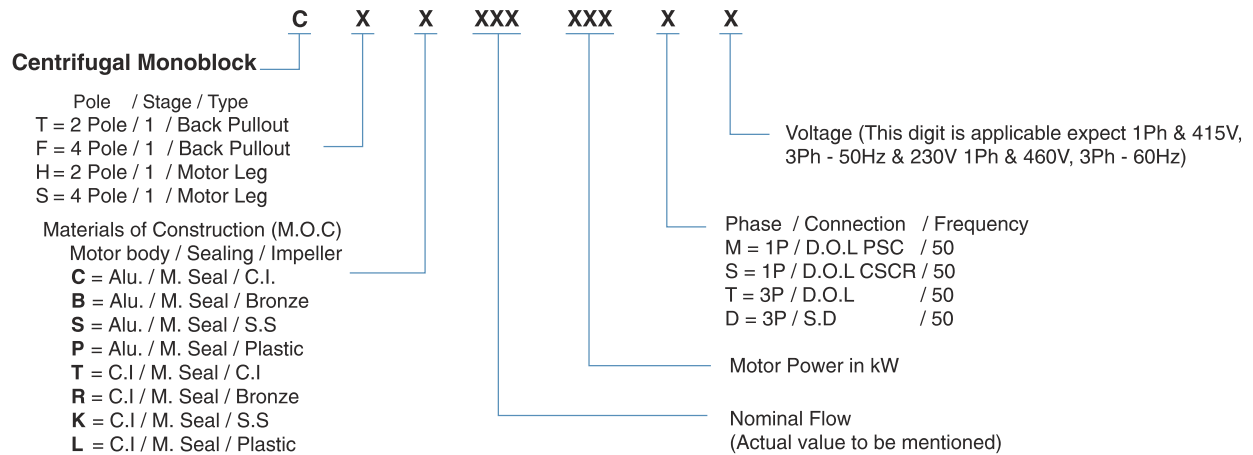 C X X XXX XXX X X
Centrifugal Monoblock
Pole / Stage / Type
T = 2 Pole / 1 / Back Pullout
F = 4 Pole / 1 / Back Pullout
H = 2 Pole / 1 / Motor Leg
S = 4 Pole / 1 / Motor Leg
Materials of Construction (M.O.C)
Motor body / Sealing / Impeller
C = Alu. / M. Seal / C.I.
B = Alu. / M. Seal / Bronze
S = Alu. / M. Seal / S.S
P = Alu. / M. Seal / Plastic
T = C.I / M. Seal / C.I
R = C.I / M. Seal / Bronze
K = C.I / M. Seal / S.S
L = C.I / M. Seal / Plastic
Voltage (This digit is applicable expect 1Ph & 415V,
3Ph - 50Hz & 230V 1Ph & 460V, 3Ph - 60Hz)
Phase / Connection / Frequency
M = 1P / D.O.L PSC / 50
S = 1P / D.O.L CSCR / 50
T = 3P / D.O.L / 50
D = 3P / S.D / 50
Motor Power in kW
Nominal Flow
(Actual value to be mentioned)